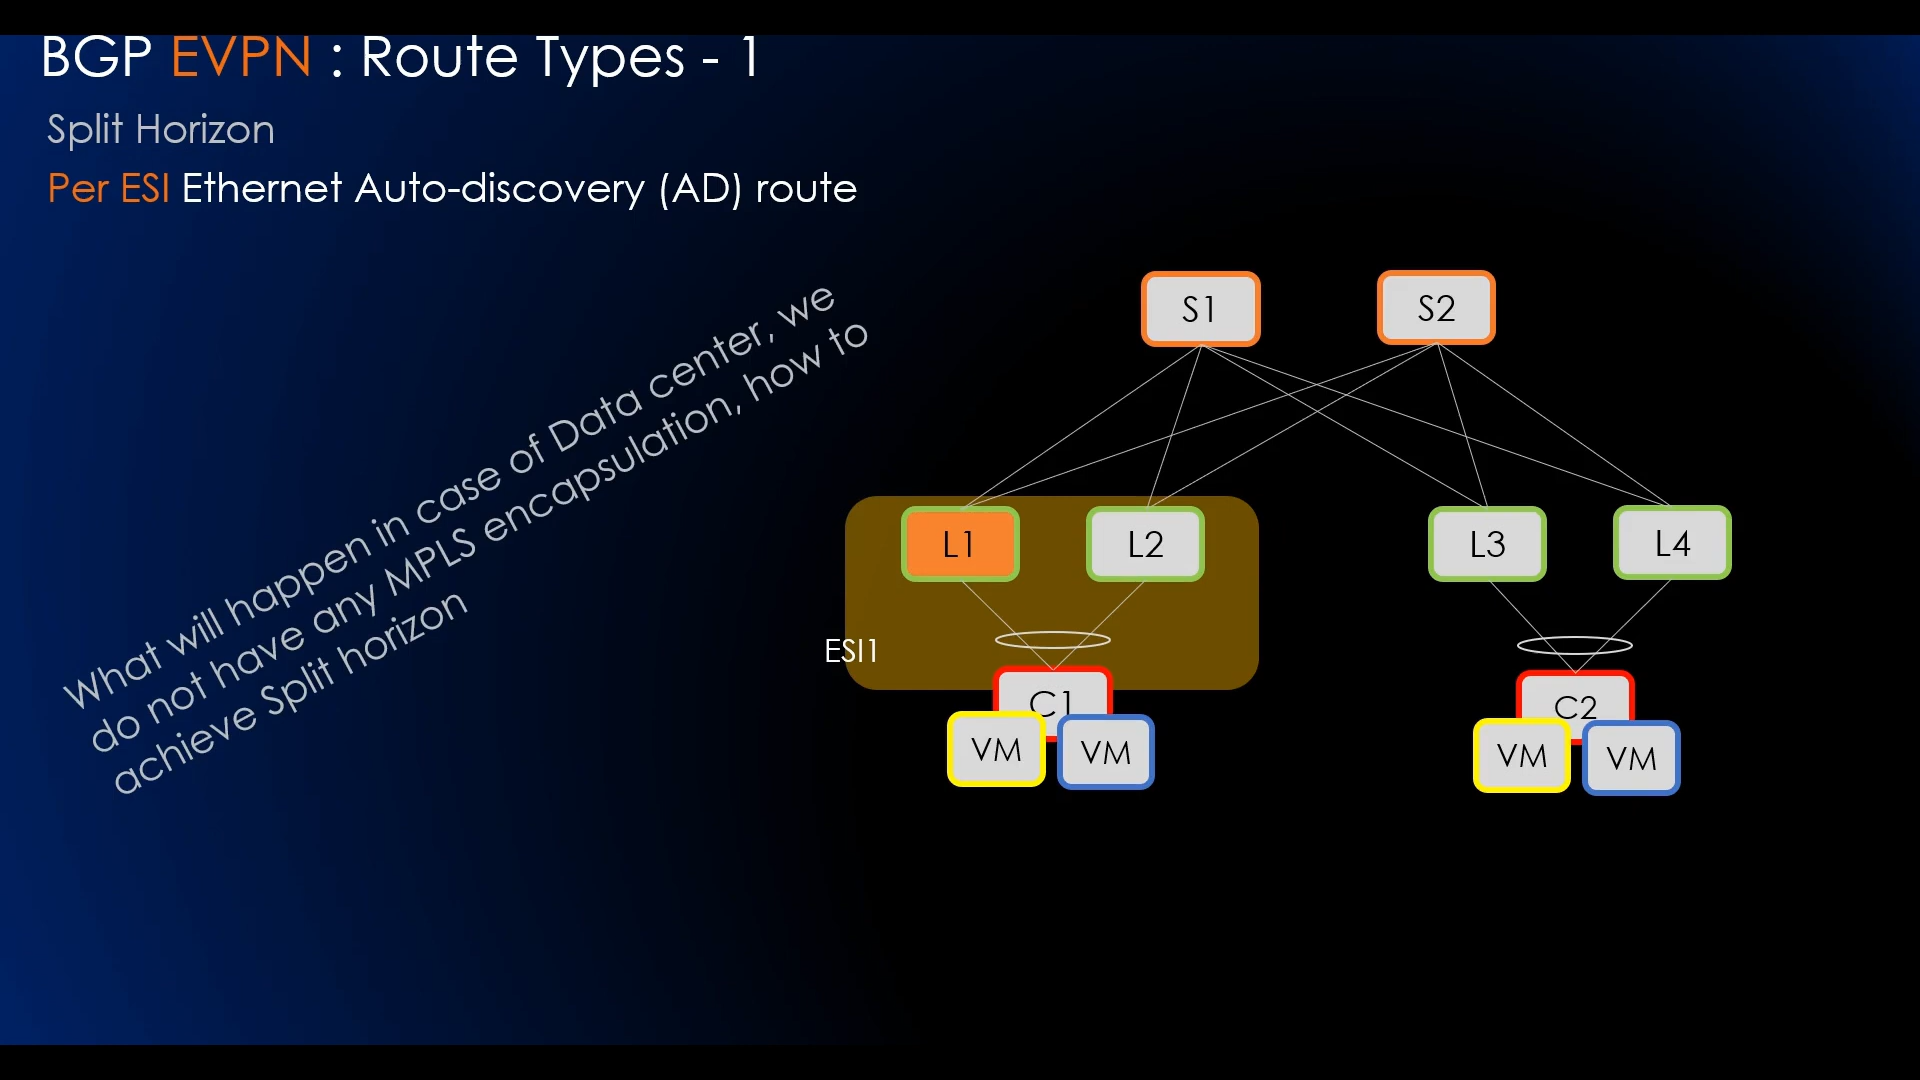 BGP EVPN : Route Types - 1
Split Horizon
Per ESI Ethernet Auto-discovery (AD) route
What will happen in case of Data center, we
do not have any MPLS encapsulation, how to
achieve Split horizon
S1
S2
L1
L2
L3
L4
ESI1
C1
C2
VM
VM
VM
VM